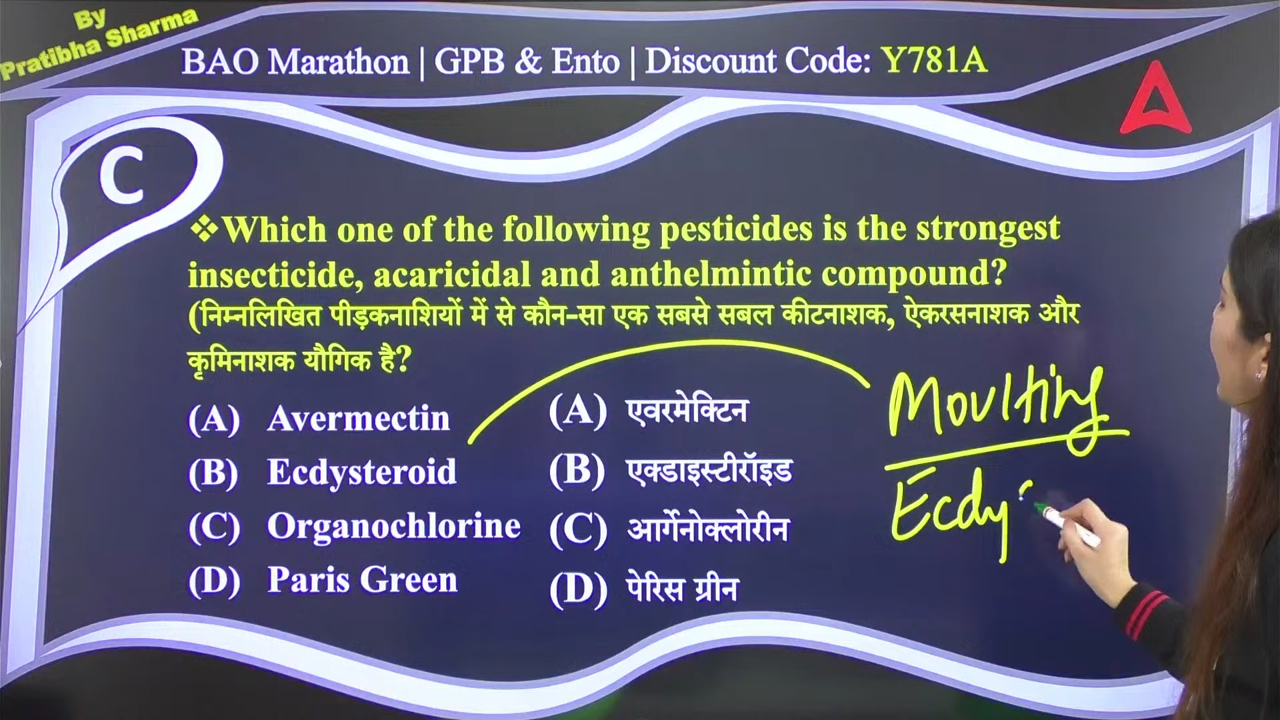 By
Pratibha Sharma
BAO Marathon | GPB & Ento | Discount Code: Y781A
C
❖Which one of the following pesticides is the strongest
insecticide, acaricidal and anthelmintic compound?
(निम्नलिखित पीड़कनाशियों में से कौन-सा एक सबसे सबल कीटनाशक, ऐकरसनाशक और
कृमिनाशक यौगिक है?
(A) Avermectin (A) एवरमेक्टिन
(B) Ecdysteroid (B) एक्डाइस्टीरॉइड
(C) Organochlorine (C) आर्गेनोक्लोरीन
(D) Paris Green (D) पेरिस ग्रीन
Moulting
Ecdys